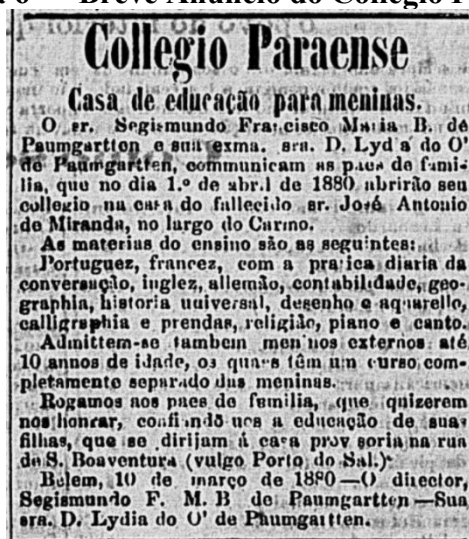 Breve Anúncio do Colégio P
Collegio Paraense
Casa de educação para meninas.
O sr. Segismundo Francisco Maria B. de
Paumgartten e sua exma. sra. D. Lydia do O'
de Paumgartten, communicam as paes de fami-
lia, que no dia 1.º de abril de 1880 abrirão seu
collegio na casa do fallecido sr. José Antonio
de Miranda, no largo do Carmo.
As materias do ensino são as seguintes:
Portuguez, francez, com a pratica diaria da
conversação, inglez, allemão, contabilidade, geo-
graphia, historia universal, desenho e aquarello,
calligraphia e prendas, religião, piano e canto.
Admittem-se tambem meninos externos até
10 annos de idade, os quaes têm um curso com-
pletamente separado das meninas.
Rogamos aos paes de familia, que quizerem
nos honrar, confiando-nos a educação de suas
filhas, que se dirijam á casa provisoria na rua
de S. Boaventura (vulgo Porto do Sal.)
Belem, 10 de março de 1880—O director,
Segismundo F. M. B de Paumgartten—Sua
sra. D. Lydia do O' de Paumgartten.